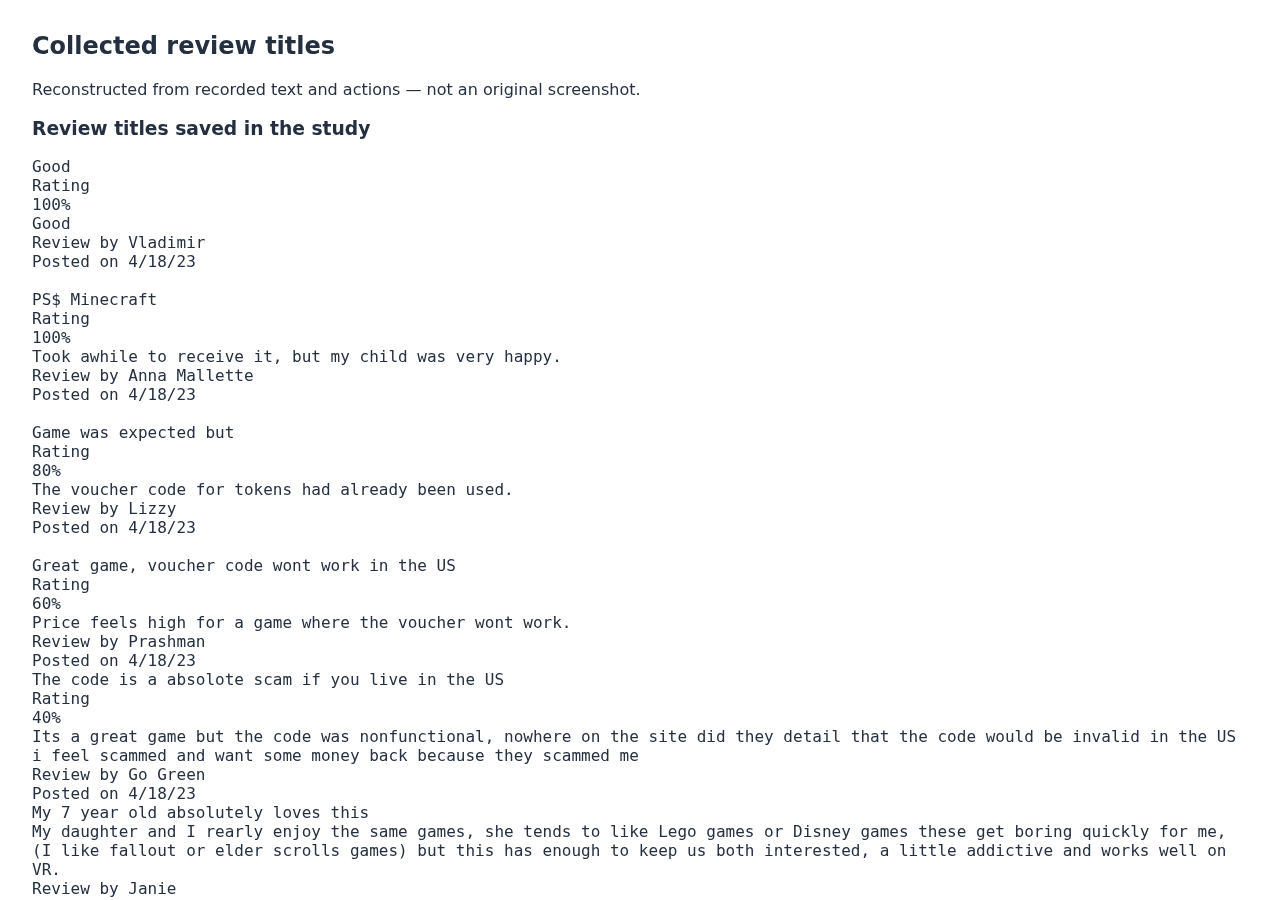 Collected review titles
Reconstructed from recorded text and actions — not an original screenshot.
Review titles saved in the study
Good
Rating
100%
Good
Review by Vladimir
Posted on 4/18/23
PS$ Minecraft
Rating
100%
Took awhile to receive it, but my child was very happy.
Review by Anna Mallette
Posted on 4/18/23
Game was expected but
Rating
80%
The voucher code for tokens had already been used.
Review by Lizzy
Posted on 4/18/23
Great game, voucher code wont work in the US
Rating
60%
Price feels high for a game where the voucher wont work.
Review by Prashman
Posted on 4/18/23
The code is a absolote scam if you live in the US
Rating
40%
Its a great game but the code was nonfunctional, nowhere on the site did they detail that the code would be invalid in the US
i feel scammed and want some money back because they scammed me
Review by Go Green
Posted on 4/18/23
My 7 year old absolutely loves this
My daughter and I rearly enjoy the same games, she tends to like Lego games or Disney games these get boring quickly for me,
(I like fallout or elder scrolls games) but this has enough to keep us both interested, a little addictive and works well on
VR.
Review by Janie